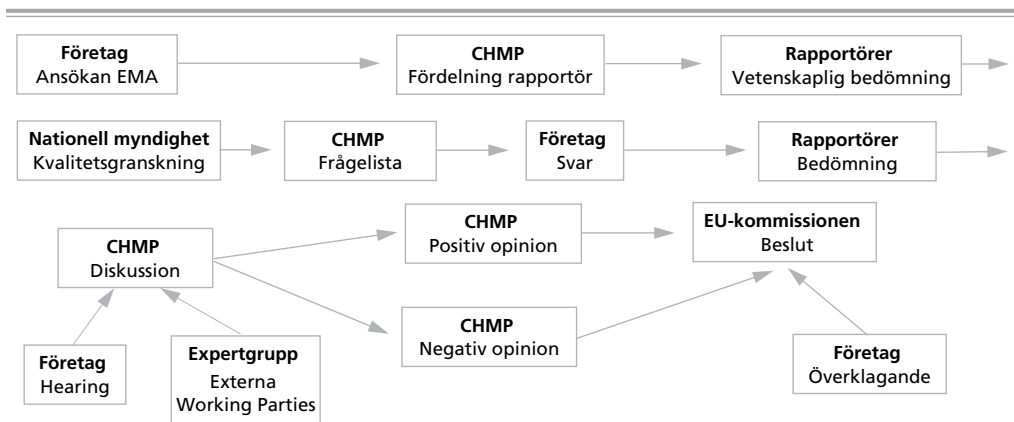 Företag
Ansökan EMA
CHMP
Fördelning rapportör
Rapportörer
Vetenskaplig bedömning
Nationell myndighet
Kvalitetsgranskning
CHMP
Frågelista
Företag
Svar
Rapportörer
Bedömning
CHMP
Diskussion
CHMP
Positiv opinion
EU-kommissionen
Beslut
CHMP
Negativ opinion
Företag
Hearing
Expertgrupp
Externa
Working Parties
Företag
Överklagande